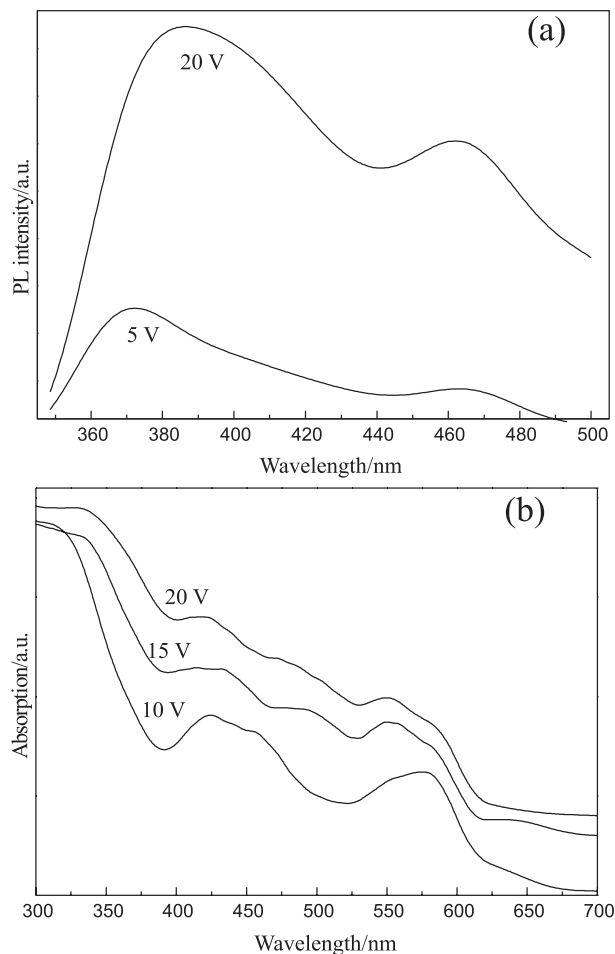 (a)
20 V
5 V
PL intensity/a.u.
360 380 400 420 440 460 480 500
Wavelength/nm
(b)
20 V
15 V
10 V
Absorption/a.u.
300 350 400 450 500 550 600 650 700
Wavelength/nm